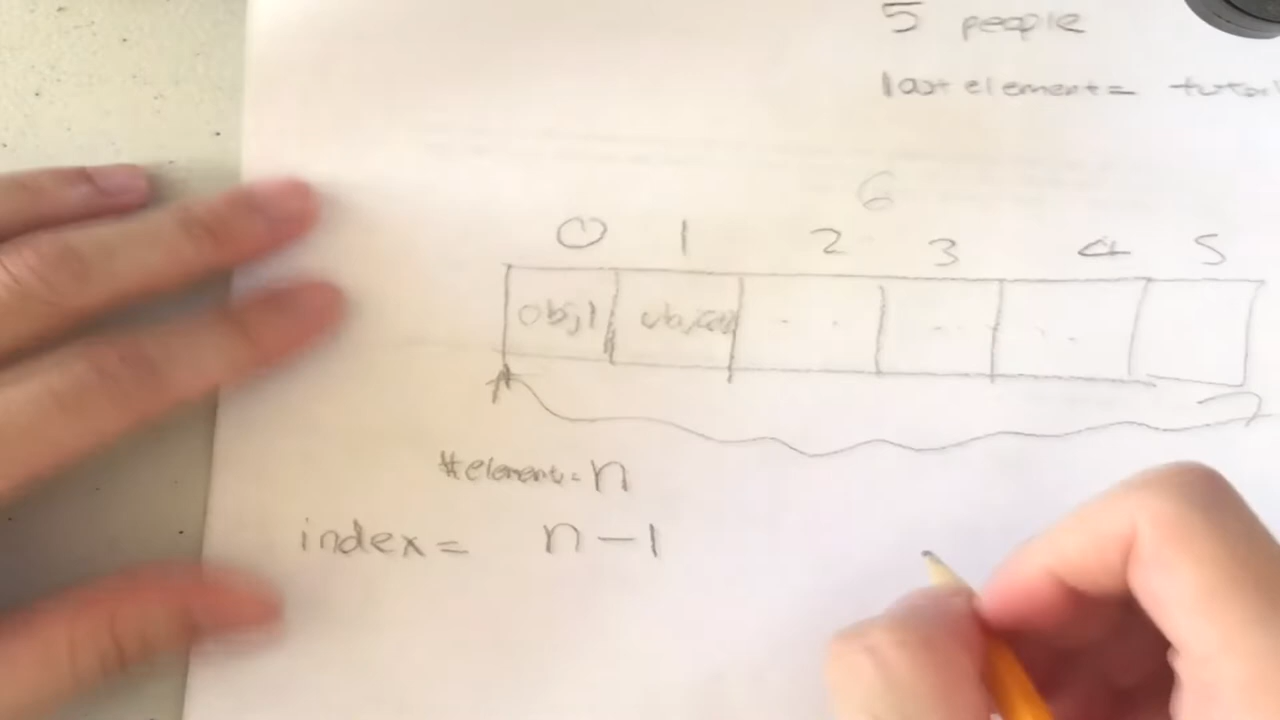 5 people
last element =
6
0 1 2 3 4 5
obj1
#element = n
index = n-1